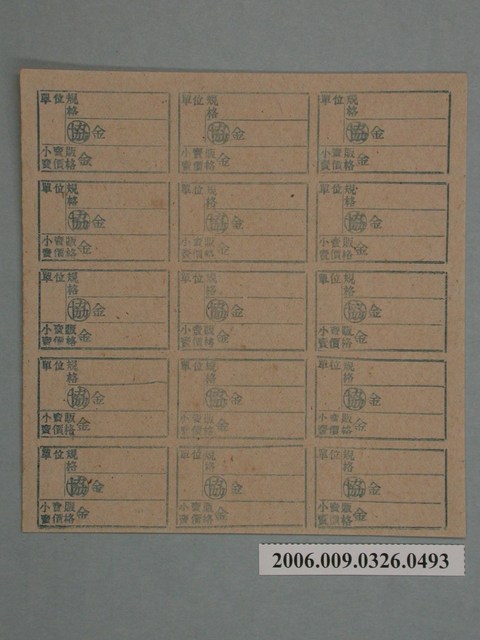 單位 規格
協 金
小賣販賣價格 金
單位 規格
協 金
小賣販賣價格 金
單位 規格
協 金
小賣販賣價格 金
單位 規格
協 金
小賣販賣價格 金
單位 規格
協 金
小賣販賣價格 金
單位 規格
協 金
小賣販賣價格 金
單位 規格
協 金
小賣販賣價格 金
單位 規格
協 金
小賣販賣價格 金
單位 規格
協 金
小賣販賣價格 金
單位 規格
協 金
小賣販賣價格 金
單位 規格
協 金
小賣販賣價格 金
單位 規格
協 金
小賣販賣價格 金
單位 規格
協 金
小賣販賣價格 金
單位 規格
協 金
小賣販賣價格 金
單位 規格
協 金
小賣販賣價格 金
2006.009.0326.0493